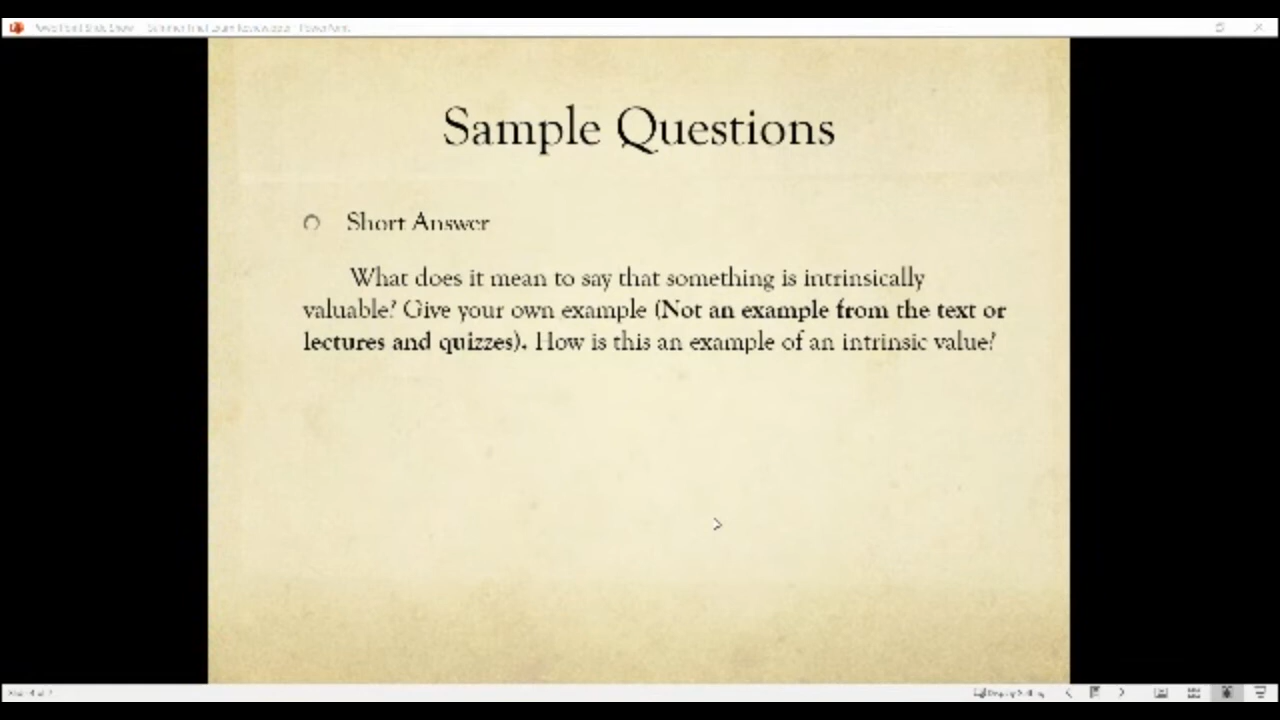 Sample Questions
Short Answer
What does it mean to say that something is intrinsically
valuable? Give your own example (Not an example from the text or
lectures and quizzes). How is this an example of an intrinsic value?